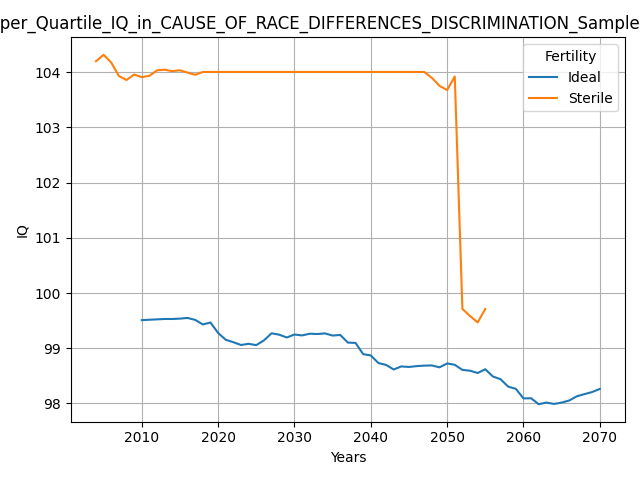 per_Quartile_IQ_in_CAUSE_OF_RACE_DIFFERENCES_DISCRIMINATION_Sample
Fertility
Ideal
Sterile
104
103
102
101
100
99
98
IQ
2010 2020 2030 2040 2050 2060 2070
Years